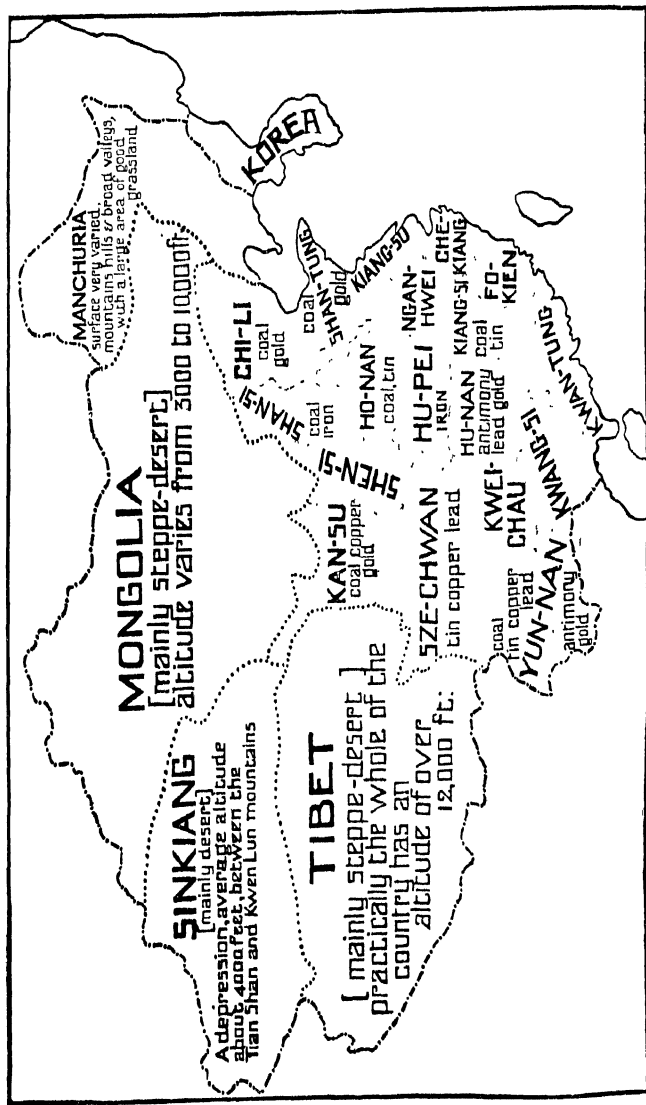 MANCHURIA
surface very varied,
mountains hills & broad valleys,
with a large area of good
grassland
MONGOLIA
[mainly steppe-desert]
altitude varies from 3000 to 10,000ft.
SINKIANG
[mainly desert]
A depression, average altitude
about 4000 feet, between the
Tian Shan and Kwen Lun mountains
TIBET
[mainly steppe-desert]
practically the whole of the
country has an
altitude of over
12,000 ft.
KOREA
CHI-LI
coal
gold
SHAN-SI
coal
iron
coal
gold
SHAN-TUNG
KIANG-SU
SHEN-SI
HO-NAN
coal, tin
KAN-SU
coal copper
gold
NGAN-
HWEI
HU-PEI
IRON
SZE-CHWAN
tin copper lead
CHE-
KIANG
KIANG-SI
coal
tin
HU-NAN
antimony
lead gold
FO-
KIEN
KWEI-
CHAU
coal
tin copper
lead
YUN-NAN
antimony
gold
KWANG-SI
KWAN-TUNG